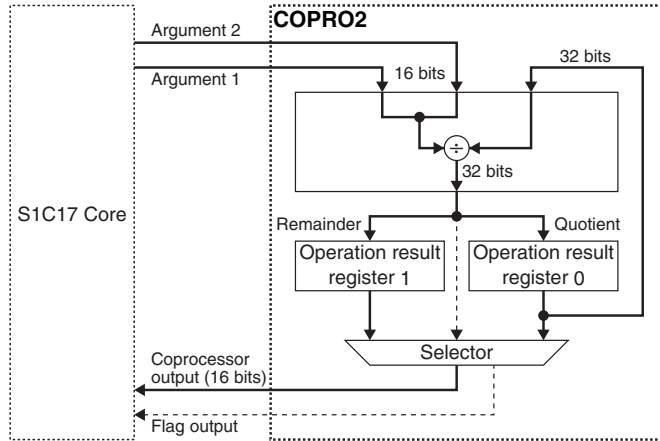 COPRO2
Argument 2
Argument 1
16 bits
32 bits
÷
32 bits
S1C17 Core
Remainder
Quotient
Operation result
register 1
Operation result
register 0
Selector
Coprocessor
output (16 bits)
Flag output